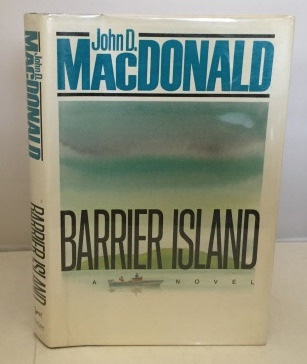 John D.
MACDONALD
BARRIER ISLAND
A NOVEL
John D.
MACDONALD
BARRIER ISLAND